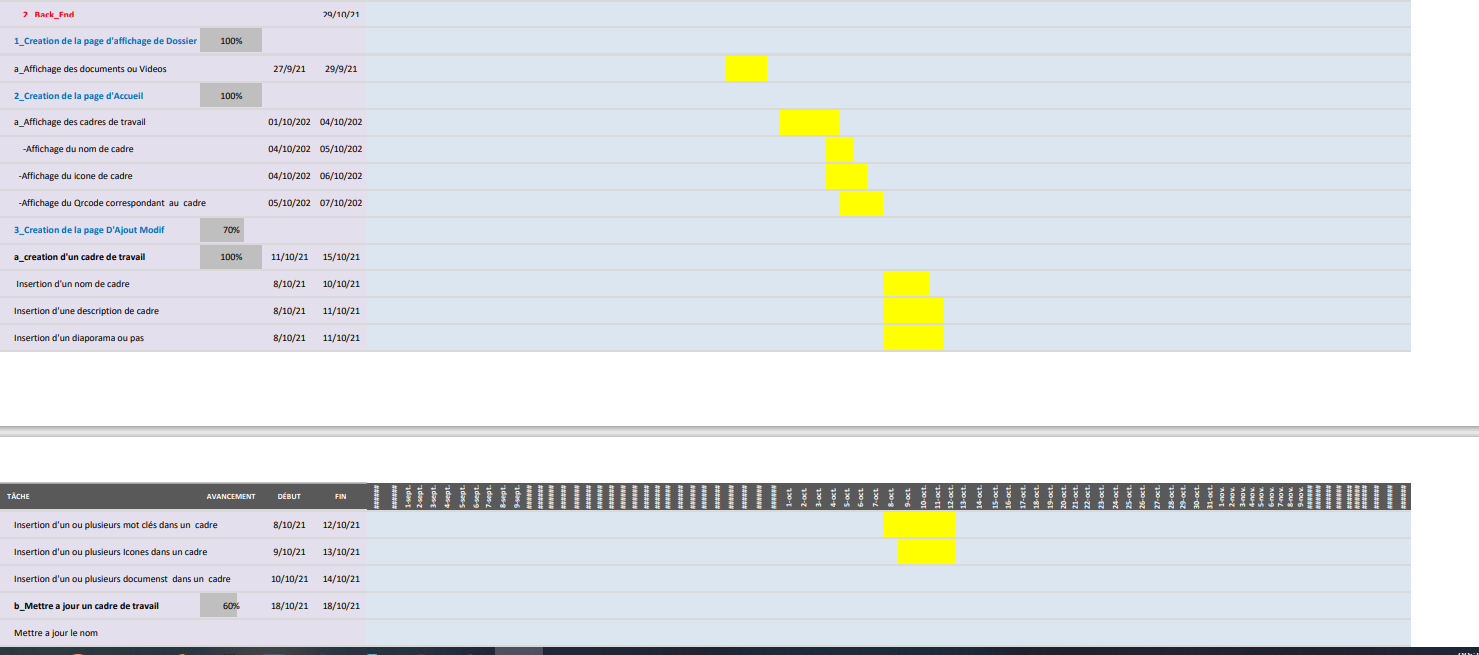 2_Back_End 29/10/21
1_Creation de la page d'affichage de Dossier 100%
a_Affichage des documents ou Videos 27/9/21 29/9/21
2_Creation de la page d'Accueil 100%
a_Affichage des cadres de travail 01/10/202 04/10/202
-Affichage du nom de cadre 04/10/202 05/10/202
-Affichage du icone de cadre 04/10/202 06/10/202
-Affichage du Qrcode correspondant au cadre 05/10/202 07/10/202
3_Creation de la page D'Ajout Modif 70%
a_creation d'un cadre de travail 100% 11/10/21 15/10/21
Insertion d'un nom de cadre 8/10/21 10/10/21
Insertion d'une description de cadre 8/10/21 11/10/21
Insertion d'un diaporama ou pas 8/10/21 11/10/21
TÂCHE AVANCEMENT DÉBUT FIN ###### ###### 1-sept. 2-sept. 3-sept. 4-sept. 5-sept. 6-sept. 7-sept. 8-sept. 9-sept. ###### ###### ###### ###### ###### ###### ###### ###### ###### ###### ###### ###### ###### ###### ###### ###### ###### ###### ###### ###### ###### 1-oct. 2-oct. 3-oct. 4-oct. 5-oct. 6-oct. 7-oct. 8-oct. 9-oct. 10-oct. 11-oct. 12-oct. 13-oct. 14-oct. 15-oct. 16-oct. 17-oct. 18-oct. 19-oct. 20-oct. 21-oct. 22-oct. 23-oct. 24-oct. 25-oct. 26-oct. 27-oct. 28-oct. 29-oct. 30-oct. 31-oct. 1-nov. 2-nov. 3-nov. 4-nov. 5-nov. 6-nov. 7-nov. 8-nov. 9-nov. ###### ###### ###### ###### ###### ###### ###### ###### ###### ######
Insertion d'un ou plusieurs mot clés dans un cadre 8/10/21 12/10/21
Insertion d'un ou plusieurs Icones dans un cadre 9/10/21 13/10/21
Insertion d'un ou plusieurs documenst dans un cadre 10/10/21 14/10/21
b_Mettre a jour un cadre de travail 60% 18/10/21 18/10/21
Mettre a jour le nom